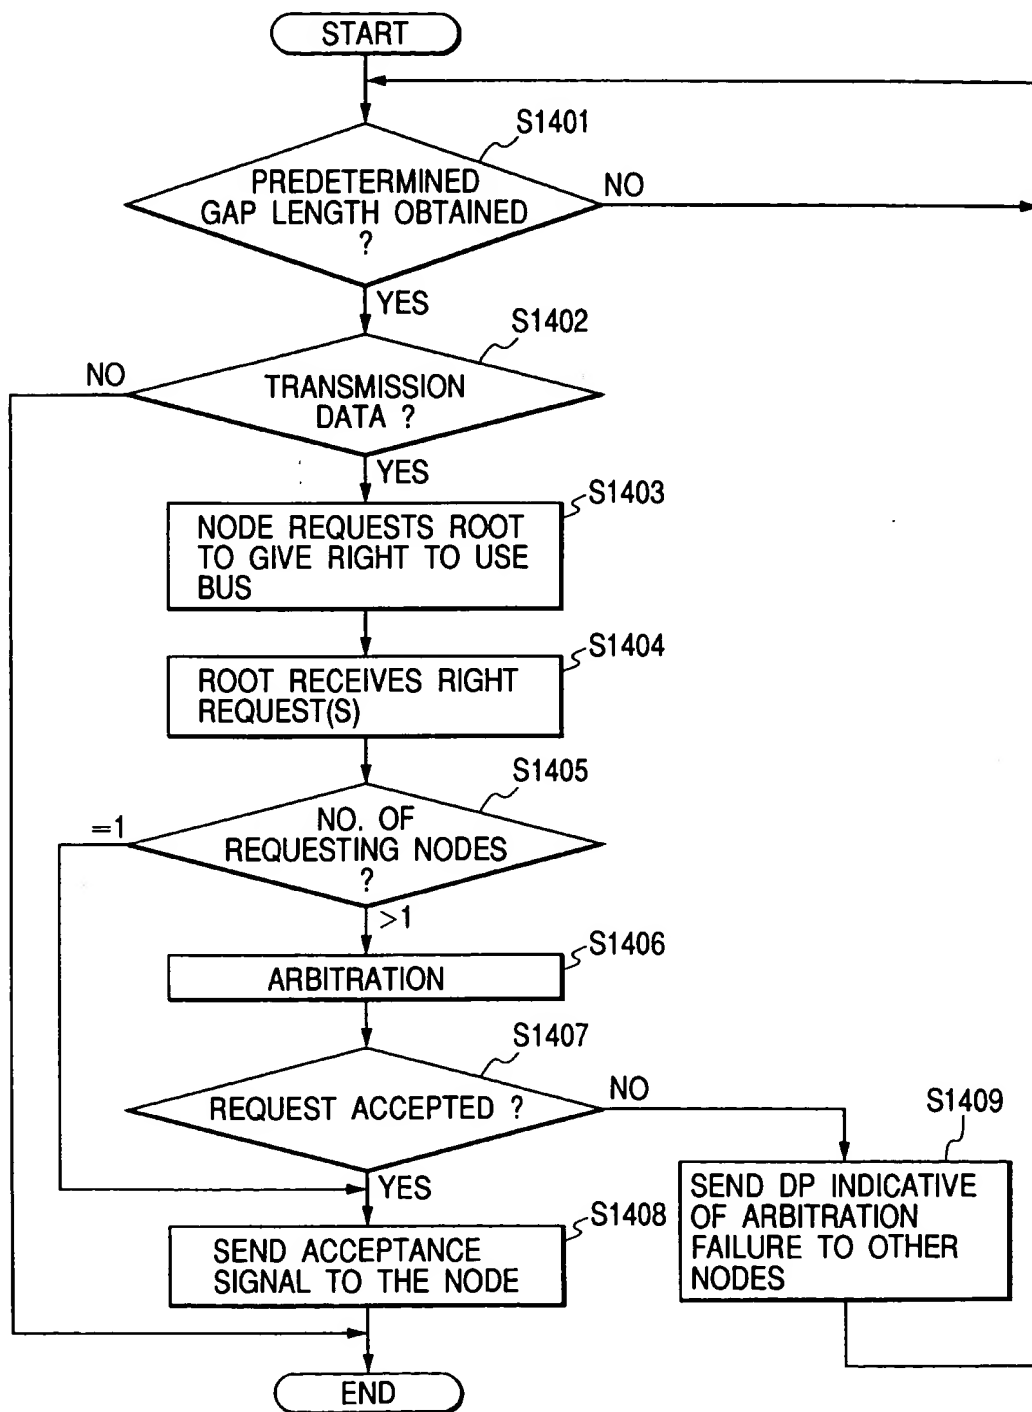 START
S1401
PREDETERMINED
GAP LENGTH OBTAINED
?
NO
YES
S1402
NO
TRANSMISSION
DATA ?
YES
S1403
NODE REQUESTS ROOT
TO GIVE RIGHT TO USE
BUS
S1404
ROOT RECEIVES RIGHT
REQUEST(S)
S1405
=1
NO. OF
REQUESTING NODES
?
>1
S1406
ARBITRATION
S1407
REQUEST ACCEPTED ?
NO
YES
S1409
SEND DP INDICATIVE
OF ARBITRATION
FAILURE TO OTHER
NODES
S1408
SEND ACCEPTANCE
SIGNAL TO THE NODE
END